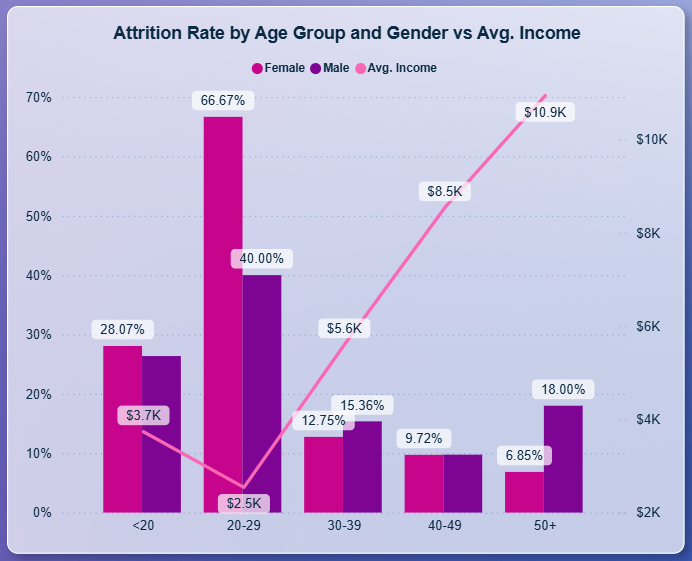 Attrition Rate by Age Group and Gender vs Avg. Income
Female Male Avg. Income
70%
60%
50%
40%
30%
20%
10%
0%
$10K
$8K
$6K
$4K
$2K
28.07%
66.67%
40.00%
12.75%
15.36%
9.72%
6.85%
18.00%
$3.7K
$2.5K
$5.6K
$8.5K
$10.9K
<20
20-29
30-39
40-49
50+